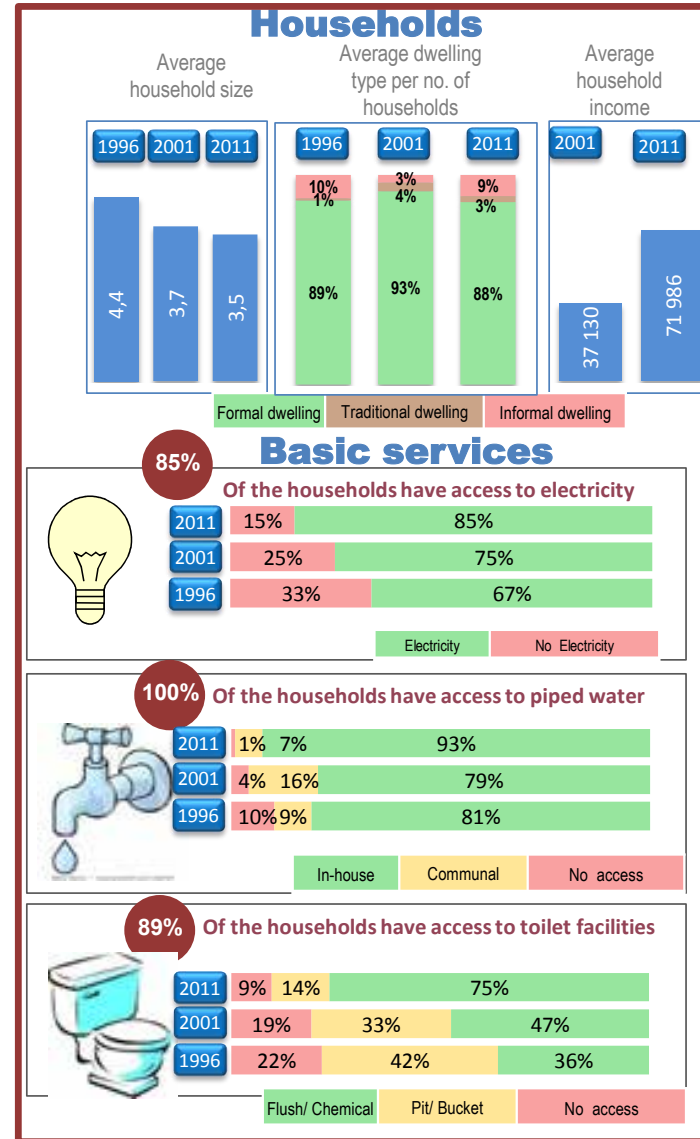 Households
Average
household size
Average dwelling
type per no. of
households
Average
household
income
1996 2001 2011
4,4 3,7 3,5
1996 2001 2011
10% 3% 9%
1% 4% 3%
89% 93% 88%
2001 2011
37 130 71 986
Formal dwelling Traditional dwelling Informal dwelling
Basic services
85%
Of the households have access to electricity
2011 15% 85%
2001 25% 75%
1996 33% 67%
Electricity No Electricity
100% Of the households have access to piped water
2011 1% 7% 93%
2001 4% 16% 79%
1996 10% 9% 81%
In-house Communal No access
89% Of the households have access to toilet facilities
2011 9% 14% 75%
2001 19% 33% 47%
1996 22% 42% 36%
Flush/ Chemical Pit/ Bucket No access